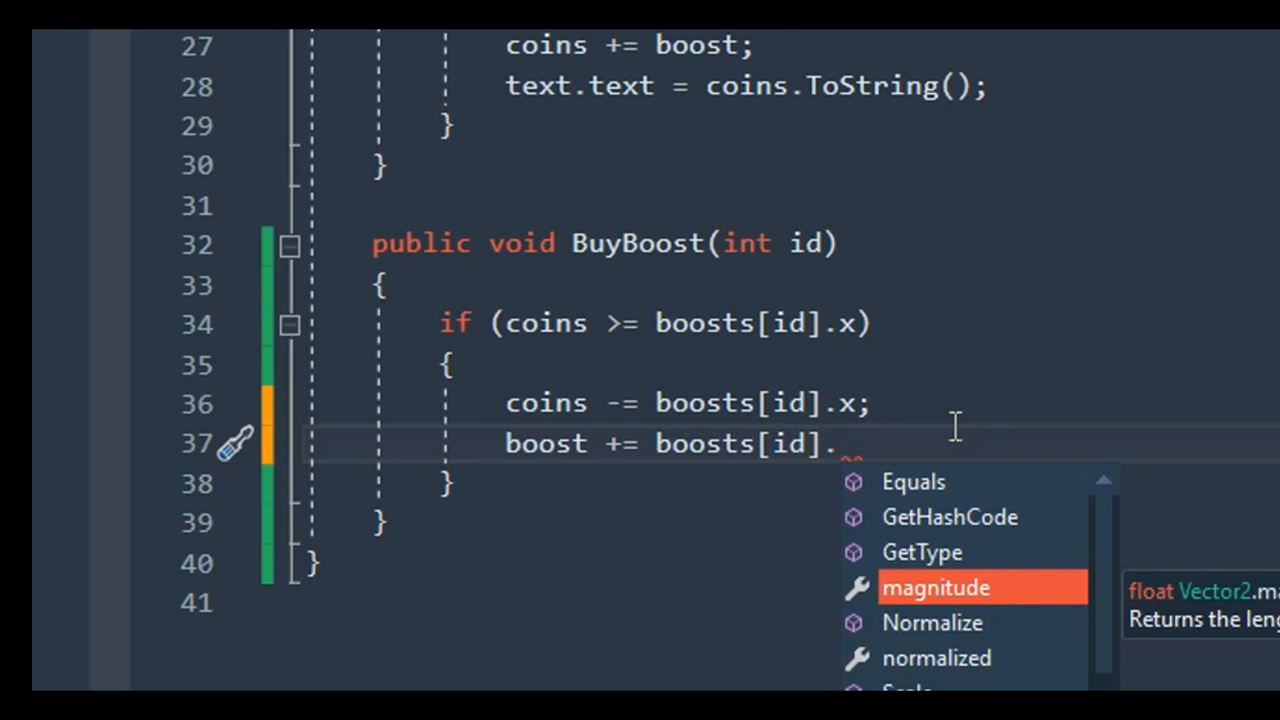 27 coins += boost;
28 text.text = coins.ToString();
29 }
30 }
31
32 public void BuyBoost(int id)
33 {
34 if (coins >= boosts[id].x)
35 {
36 coins -= boosts[id].x;
37 boost += boosts[id].
38 }
39 }
40 }
41
Equals
GetHashCode
GetType
magnitude
Normalize
normalized
float Vector2.ma
Returns the leng